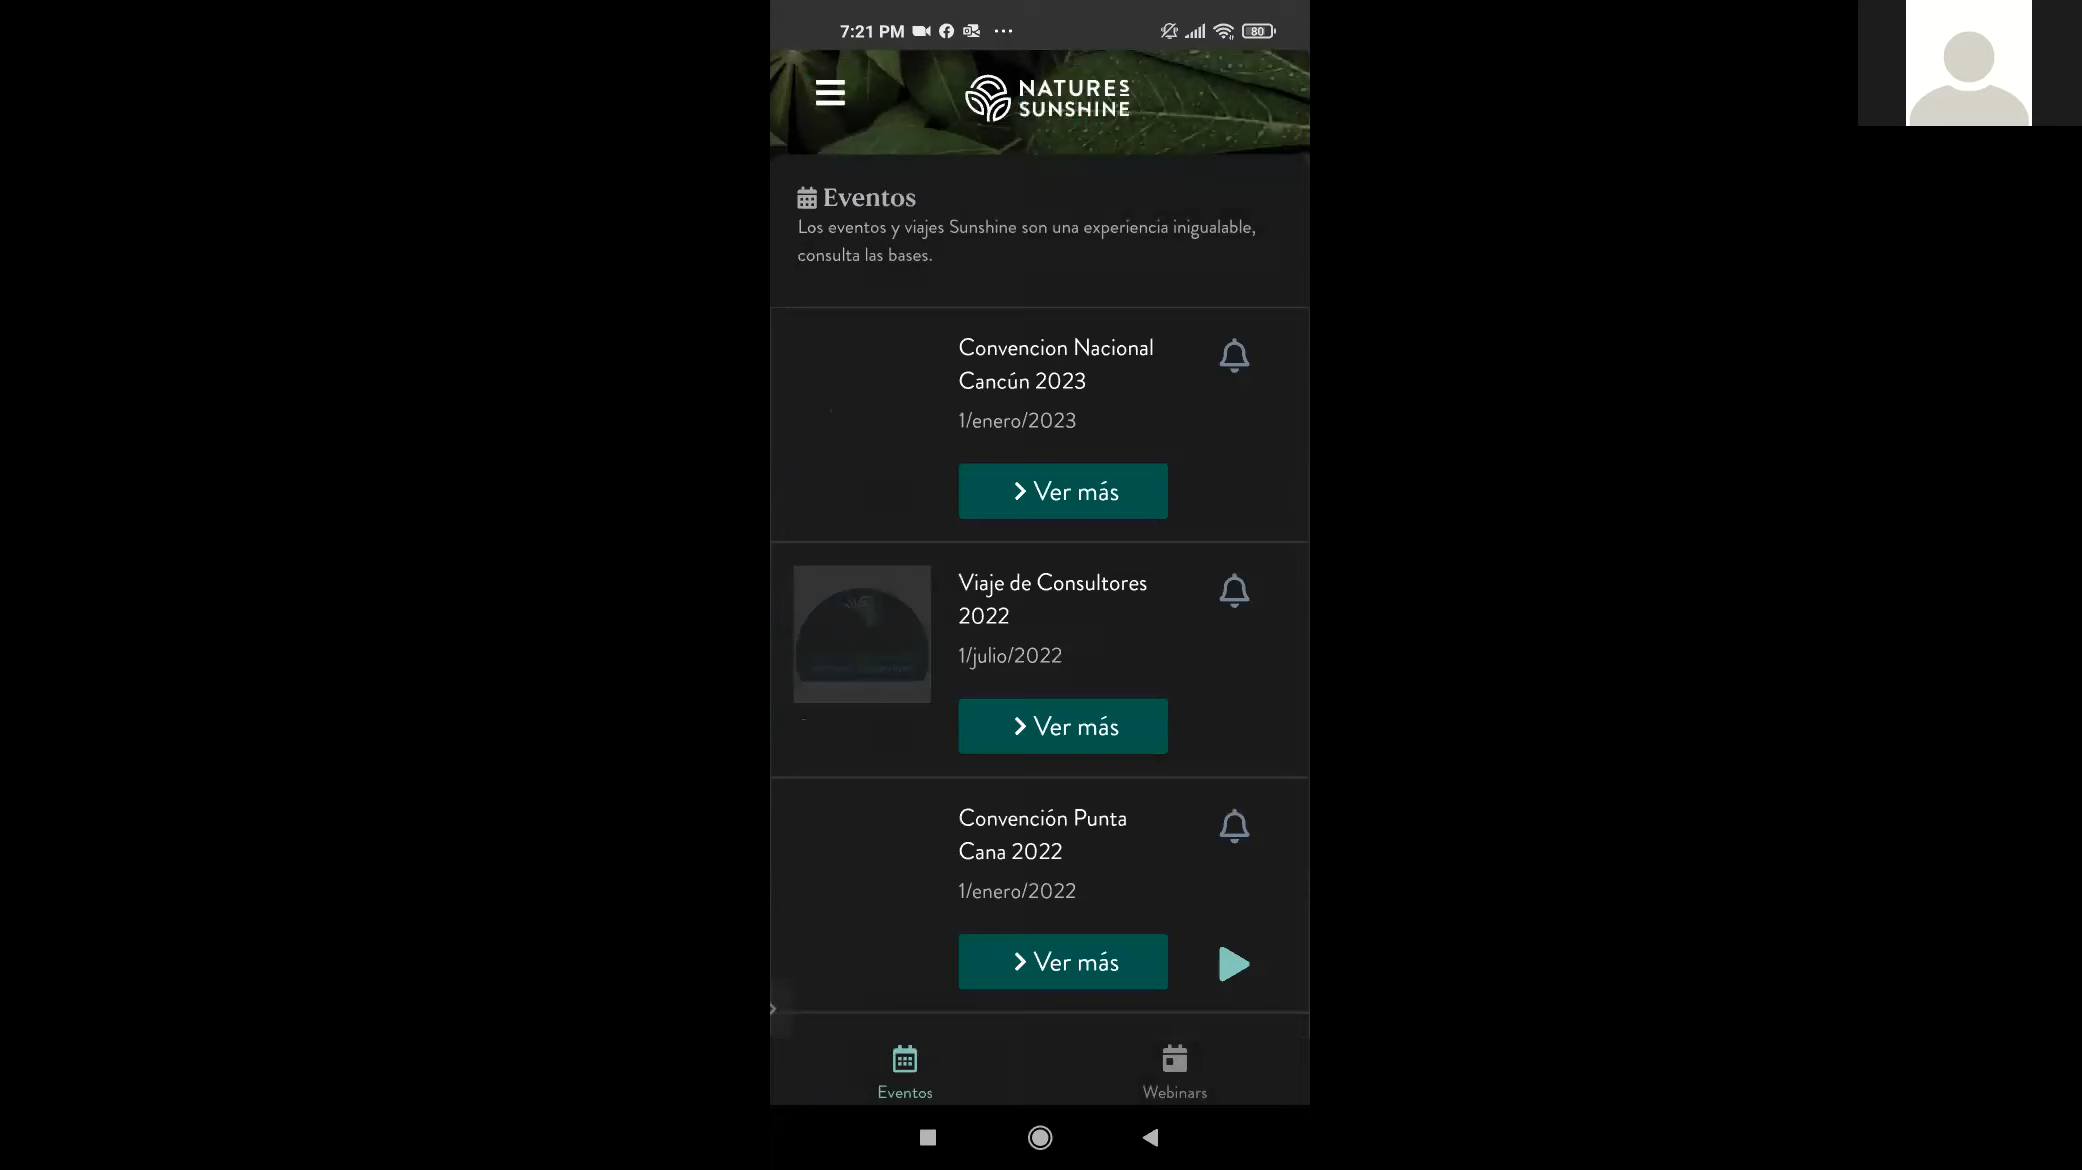 7:21 PM
80
NATURES
SUNSHINE
Eventos
Los eventos y viajes Sunshine son una experiencia inigualable,
consulta las bases.
Convencion Nacional
Cancún 2023
1/enero/2023
Ver más
Viaje de Consultores
2022
1/julio/2022
Ver más
Convención Punta
Cana 2022
1/enero/2022
Ver más
Eventos
Webinars